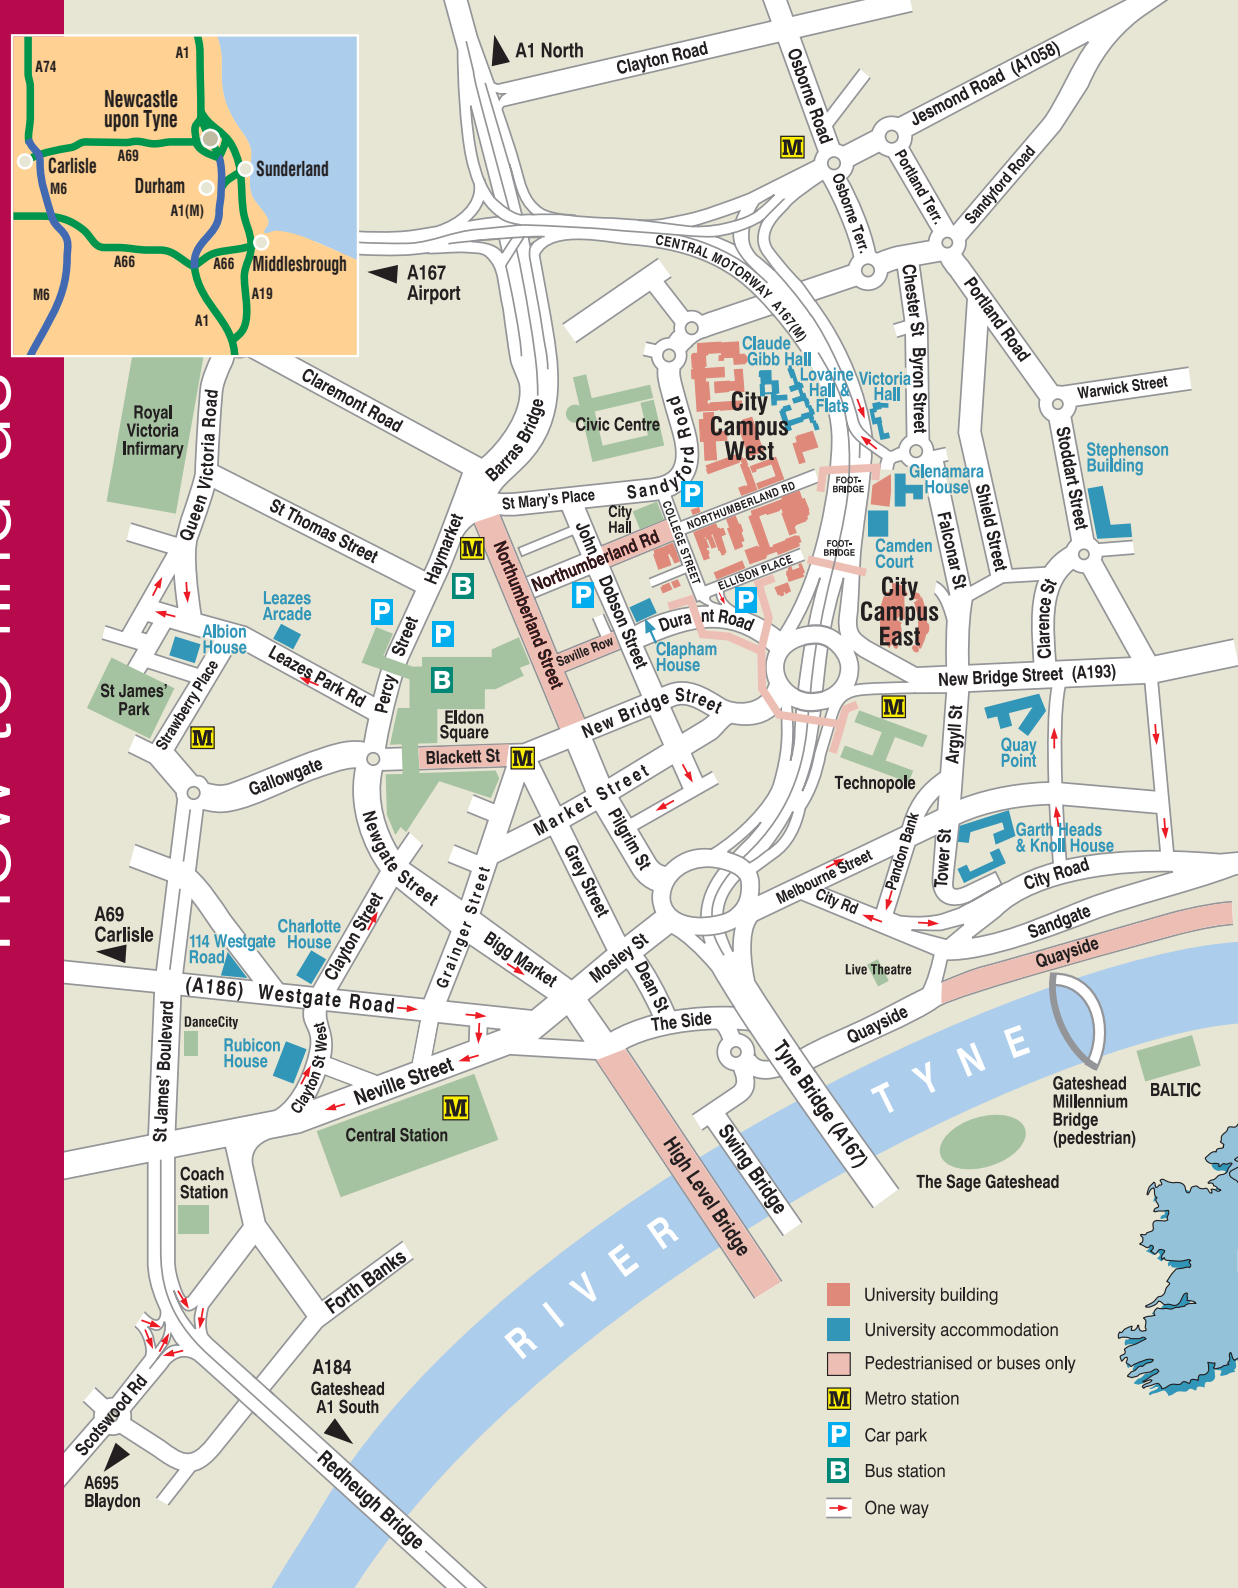 How to find us
A74
A1
Newcastle
upon Tyne
A69
Carlisle
M6
Durham
Sunderland
A1(M)
A66
A66
Middlesbrough
M6
A19
A1
A1 North
Clayton Road
Osborne Road
Jesmond Road (A1058)
M
Portland Terr.
Sandyford Road
Osborne Terr.
CENTRAL MOTORWAY A167(M)
A167
Airport
Chester St
Portland Road
Byron Street
Claremont Road
Royal
Victoria
Infirmary
Queen Victoria Road
Barras Bridge
Civic Centre
Sandyford Road
Claude
Gibb Hall
Lovaine
Hall &
Flats
Victoria
Hall
City
Campus
West
Warwick Street
Stoddart Street
Stephenson
Building
St Mary's Place
P
City
Hall
FOOT-
BRIDGE
Glenamara
House
NORTHUMBERLAND RD
COLLEGE STREET
Shield Street
St Thomas Street
Haymarket
M
John Dobson Street
Northumberland Rd
Northumberland Street
FOOT-
BRIDGE
Camden
Court
Falconar St
ELLISON PLACE
B
P
P
P
P
City
Campus
East
Clarence St
Leazes
Arcade
Albion
House
Durant Road
Saville Row
Clapham
House
Leazes Park Rd
Percy Street
B
St James'
Park
Strawberry Place
M
New Bridge Street (A193)
M
New Bridge Street
Eldon
Square
Argyll St
Quay
Point
Blackett St
M
Gallowgate
Technopole
Market Street
Pilgrim St
Newgate Street
Grey Street
Pandon Bank
Tower St
Garth Heads
& Knoll House
Melbourne Street
City Rd
City Road
Clayton Street
Grainger Street
A69
Carlisle
Charlotte
House
114 Westgate
Road
Bigg Market
Mosley St
Dean St
Sandgate
Quayside
Live Theatre
(A186) Westgate Road
The Side
Quayside
DanceCity
Rubicon
House
St James' Boulevard
Clayton St West
Neville Street
M
Central Station
Tyne Bridge (A167)
Gateshead
Millennium
Bridge
(pedestrian)
BALTIC
Swing Bridge
High Level Bridge
The Sage Gateshead
Coach
Station
RIVER TYNE
Forth Banks
A184
Gateshead
A1 South
Scotswood Rd
A695
Blaydon
Redheugh Bridge
University building
University accommodation
Pedestrianised or buses only
M Metro station
P Car park
B Bus station
One way